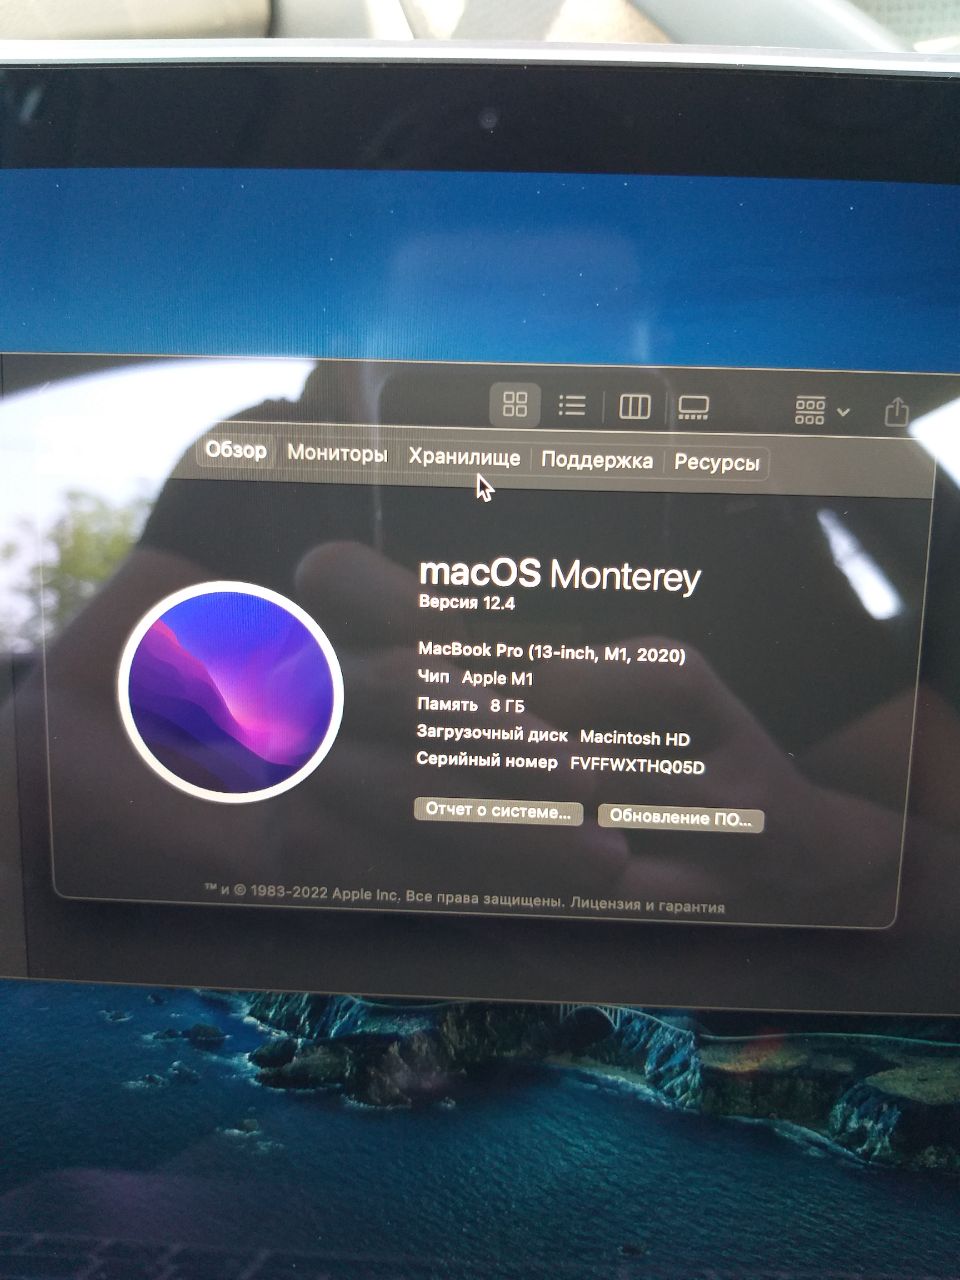 Обзор Мониторы Хранилище Поддержка Ресурсы
macOS Monterey
Версия 12.4
MacBook Pro (13-inch, M1, 2020)
Чип Apple M1
Память 8 ГБ
Загрузочный диск Macintosh HD
Серийный номер FVFFWXTHQ05D
Отчет о системе... Обновление ПО...
™ и © 1983-2022 Apple Inc. Все права защищены. Лицензия и гарантия